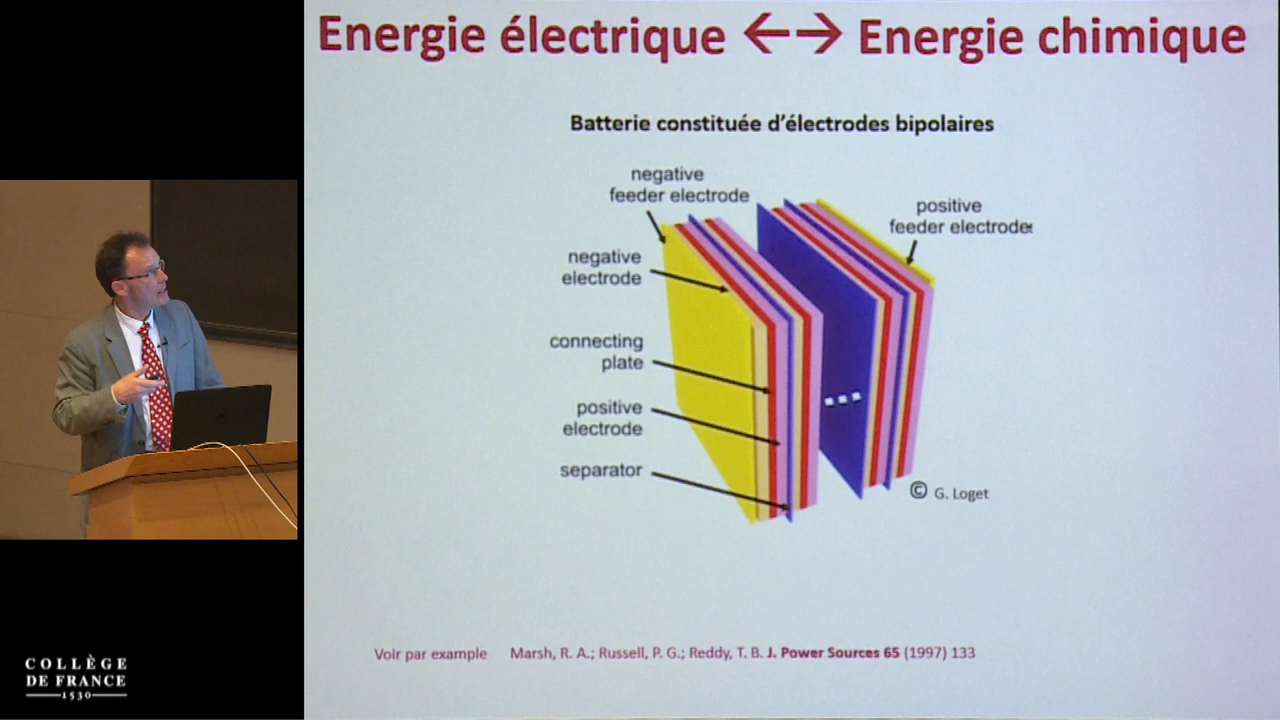 Energie électrique ←→ Energie chimique
Batterie constituée d'électrodes bipolaires
negative
feeder electrode
positive
feeder electrode
negative
electrode
connecting
plate
positive
electrode
separator
© G. Loget
Voir par example Marsh, R. A.; Russell, P. G.; Reddy, T. B. J. Power Sources 65 (1997) 133
COLLÈGE
DE FRANCE
1530